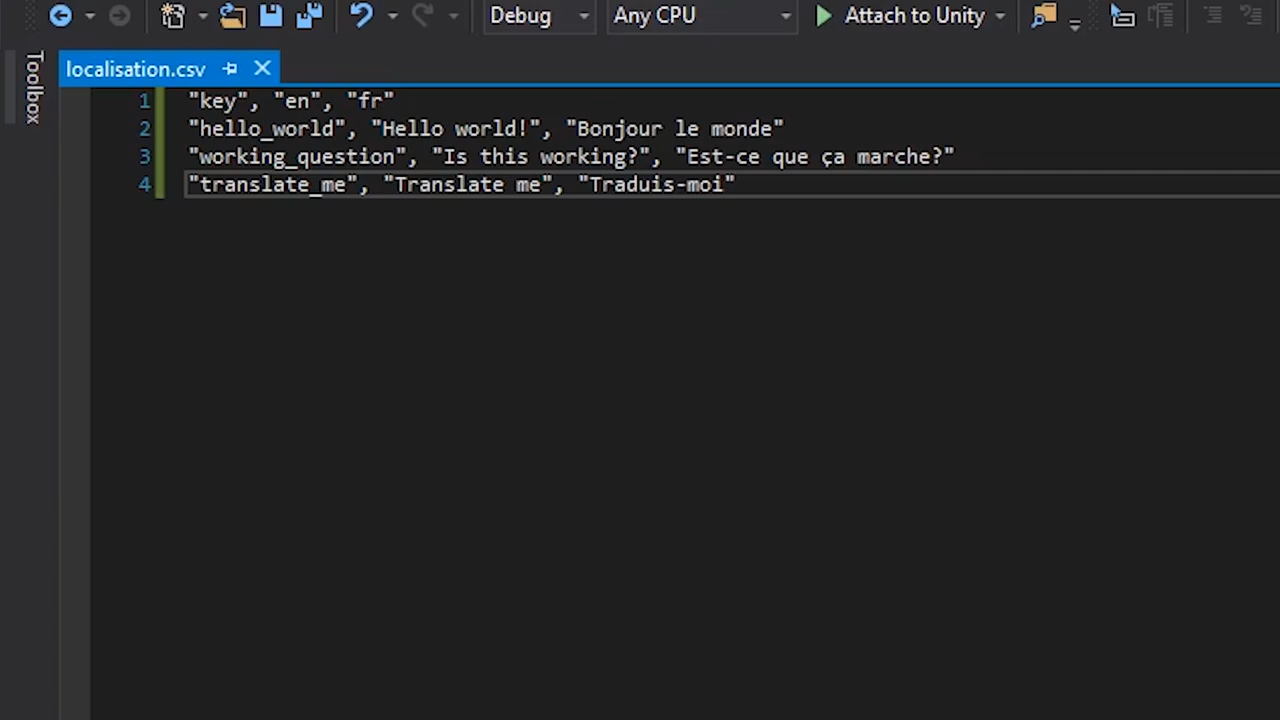 Debug Any CPU Attach to Unity
Toolbox
localisation.csv
1 "key", "en", "fr"
2 "hello_world", "Hello world!", "Bonjour le monde"
3 "working_question", "Is this working?", "Est-ce que ça marche?"
4 "translate_me", "Translate me", "Traduis-moi"